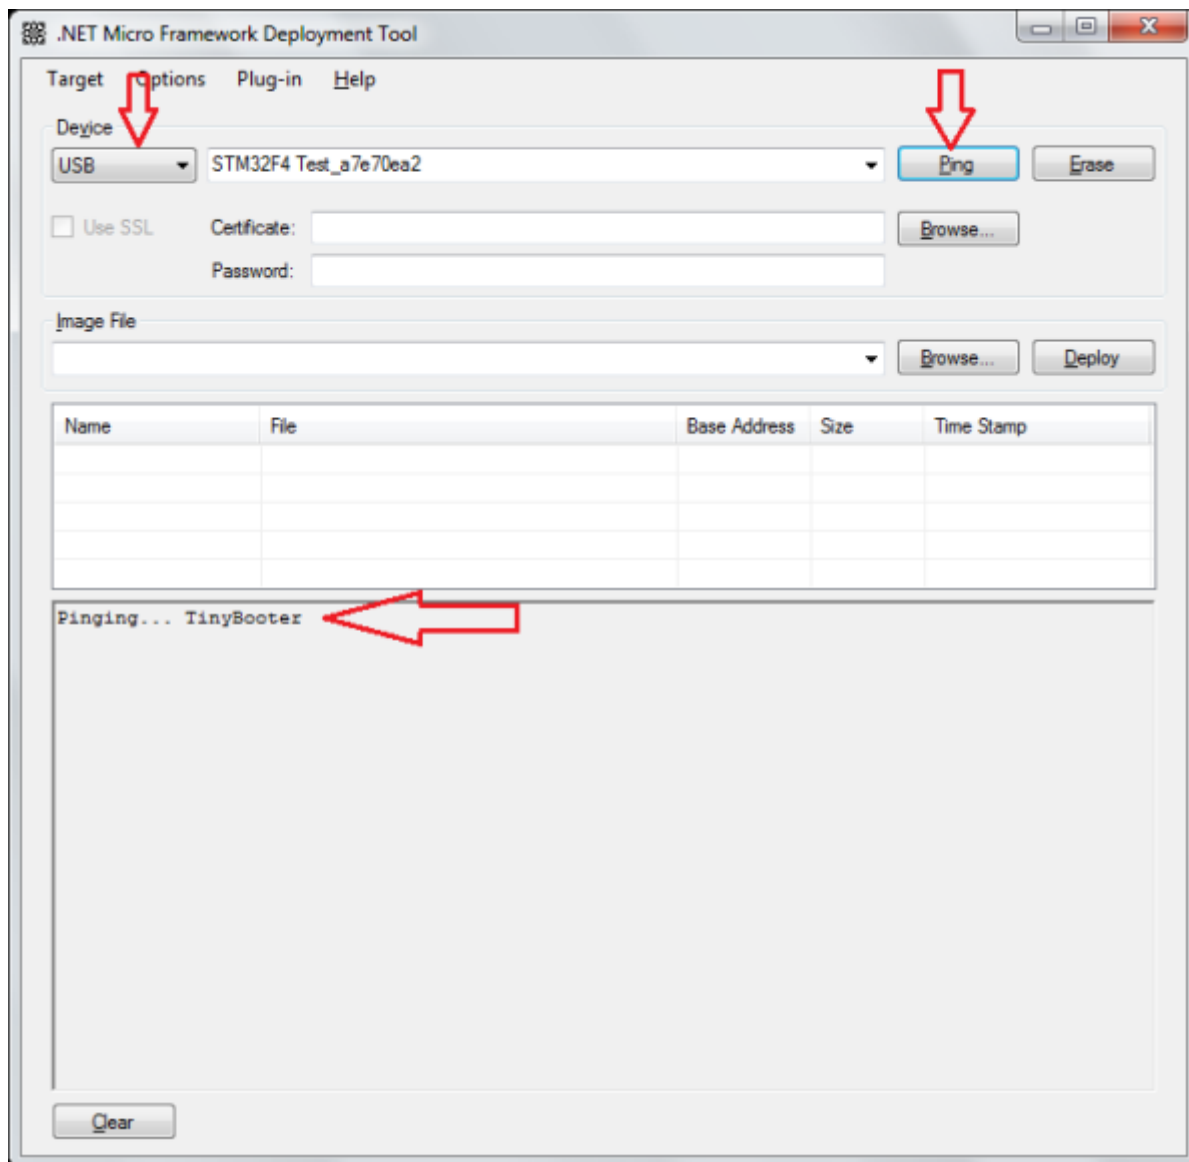 .NET Micro Framework Deployment Tool
Target Options Plug-in Help
Device
USB STM32F4 Test_a7e70ea2 Ping Erase
Use SSL Certificate: Browse...
Password:
Image File
Browse... Deploy
Name File Base Address Size Time Stamp
Pinging... TinyBooter
Clear